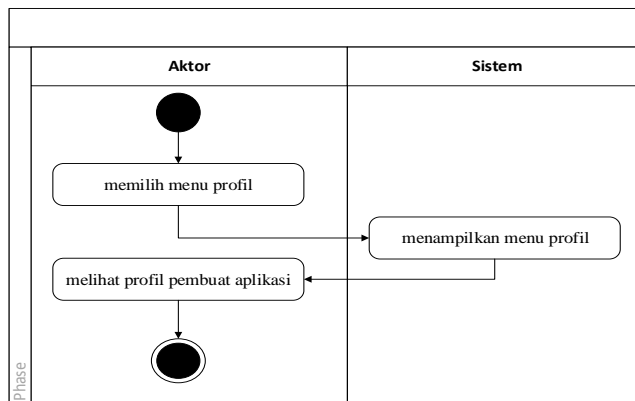 Aktor
Sistem
memilih menu profil
menampilkan menu profil
melihat profil pembuat aplikasi
Phase